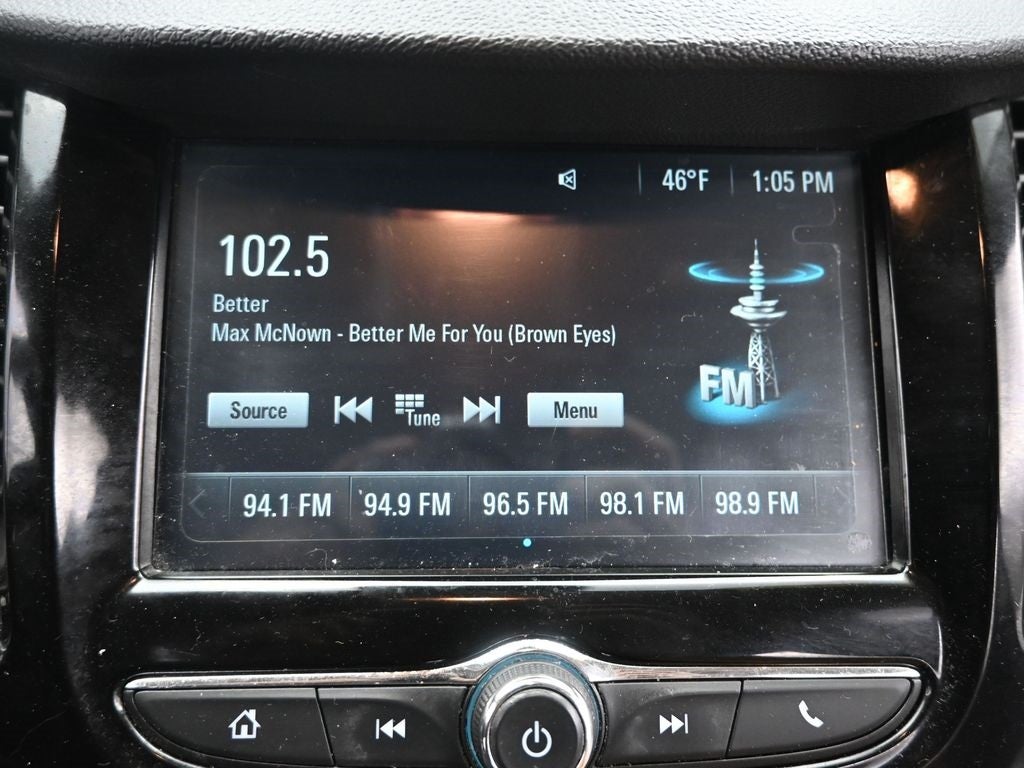 46°F 1:05 PM
102.5
Better
Max McNown - Better Me For You (Brown Eyes)
FM
Source Tune Menu
94.1 FM 94.9 FM 96.5 FM 98.1 FM 98.9 FM